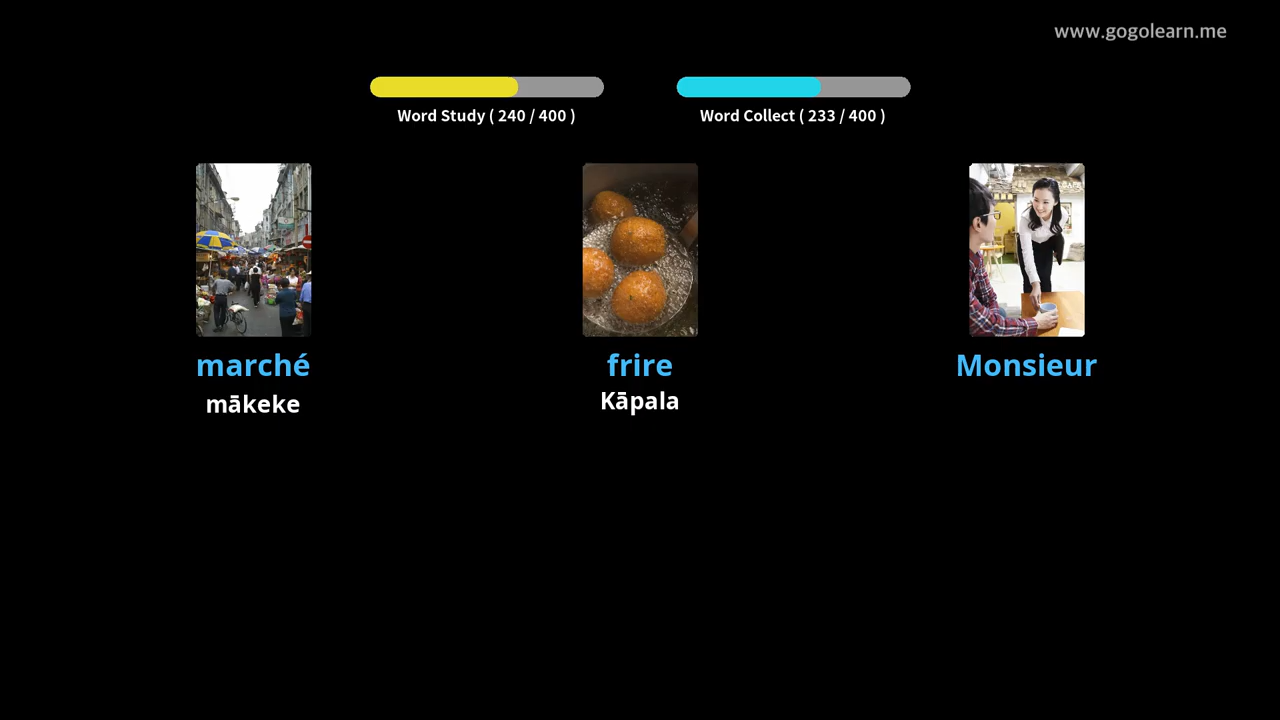 www.gogolearn.me
Word Study ( 240 / 400 )
Word Collect ( 233 / 400 )
marché
frire
Monsieur
mākeke
Kāpala